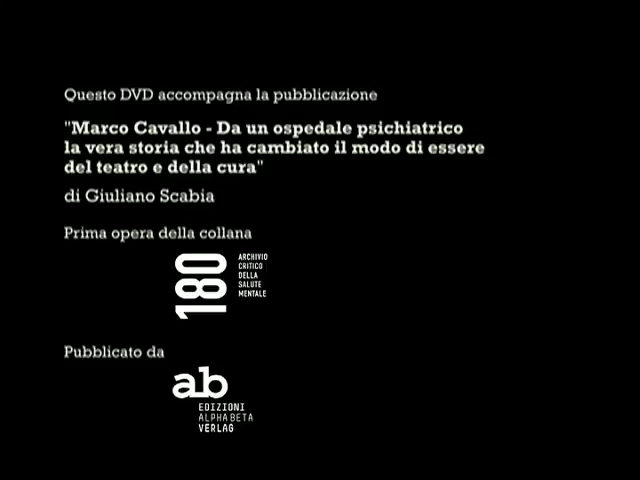 Questo DVD accompagna la pubblicazione
"Marco Cavallo - Da un ospedale psichiatrico
la vera storia che ha cambiato il modo di essere
del teatro e della cura"
di Giuliano Scabia
Prima opera della collana
180
ARCHIVIO
CRITICO
DELLA
SALUTE
MENTALE
Pubblicato da
ab
EDIZIONI
ALPHABETA
VERLAG